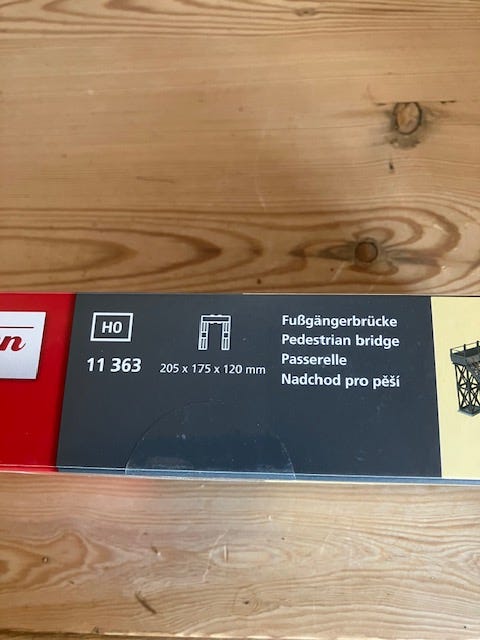 n
H0
11 363
205 x 175 x 120 mm
Fußgängerbrücke
Pedestrian bridge
Passerelle
Nadchod pro pěší